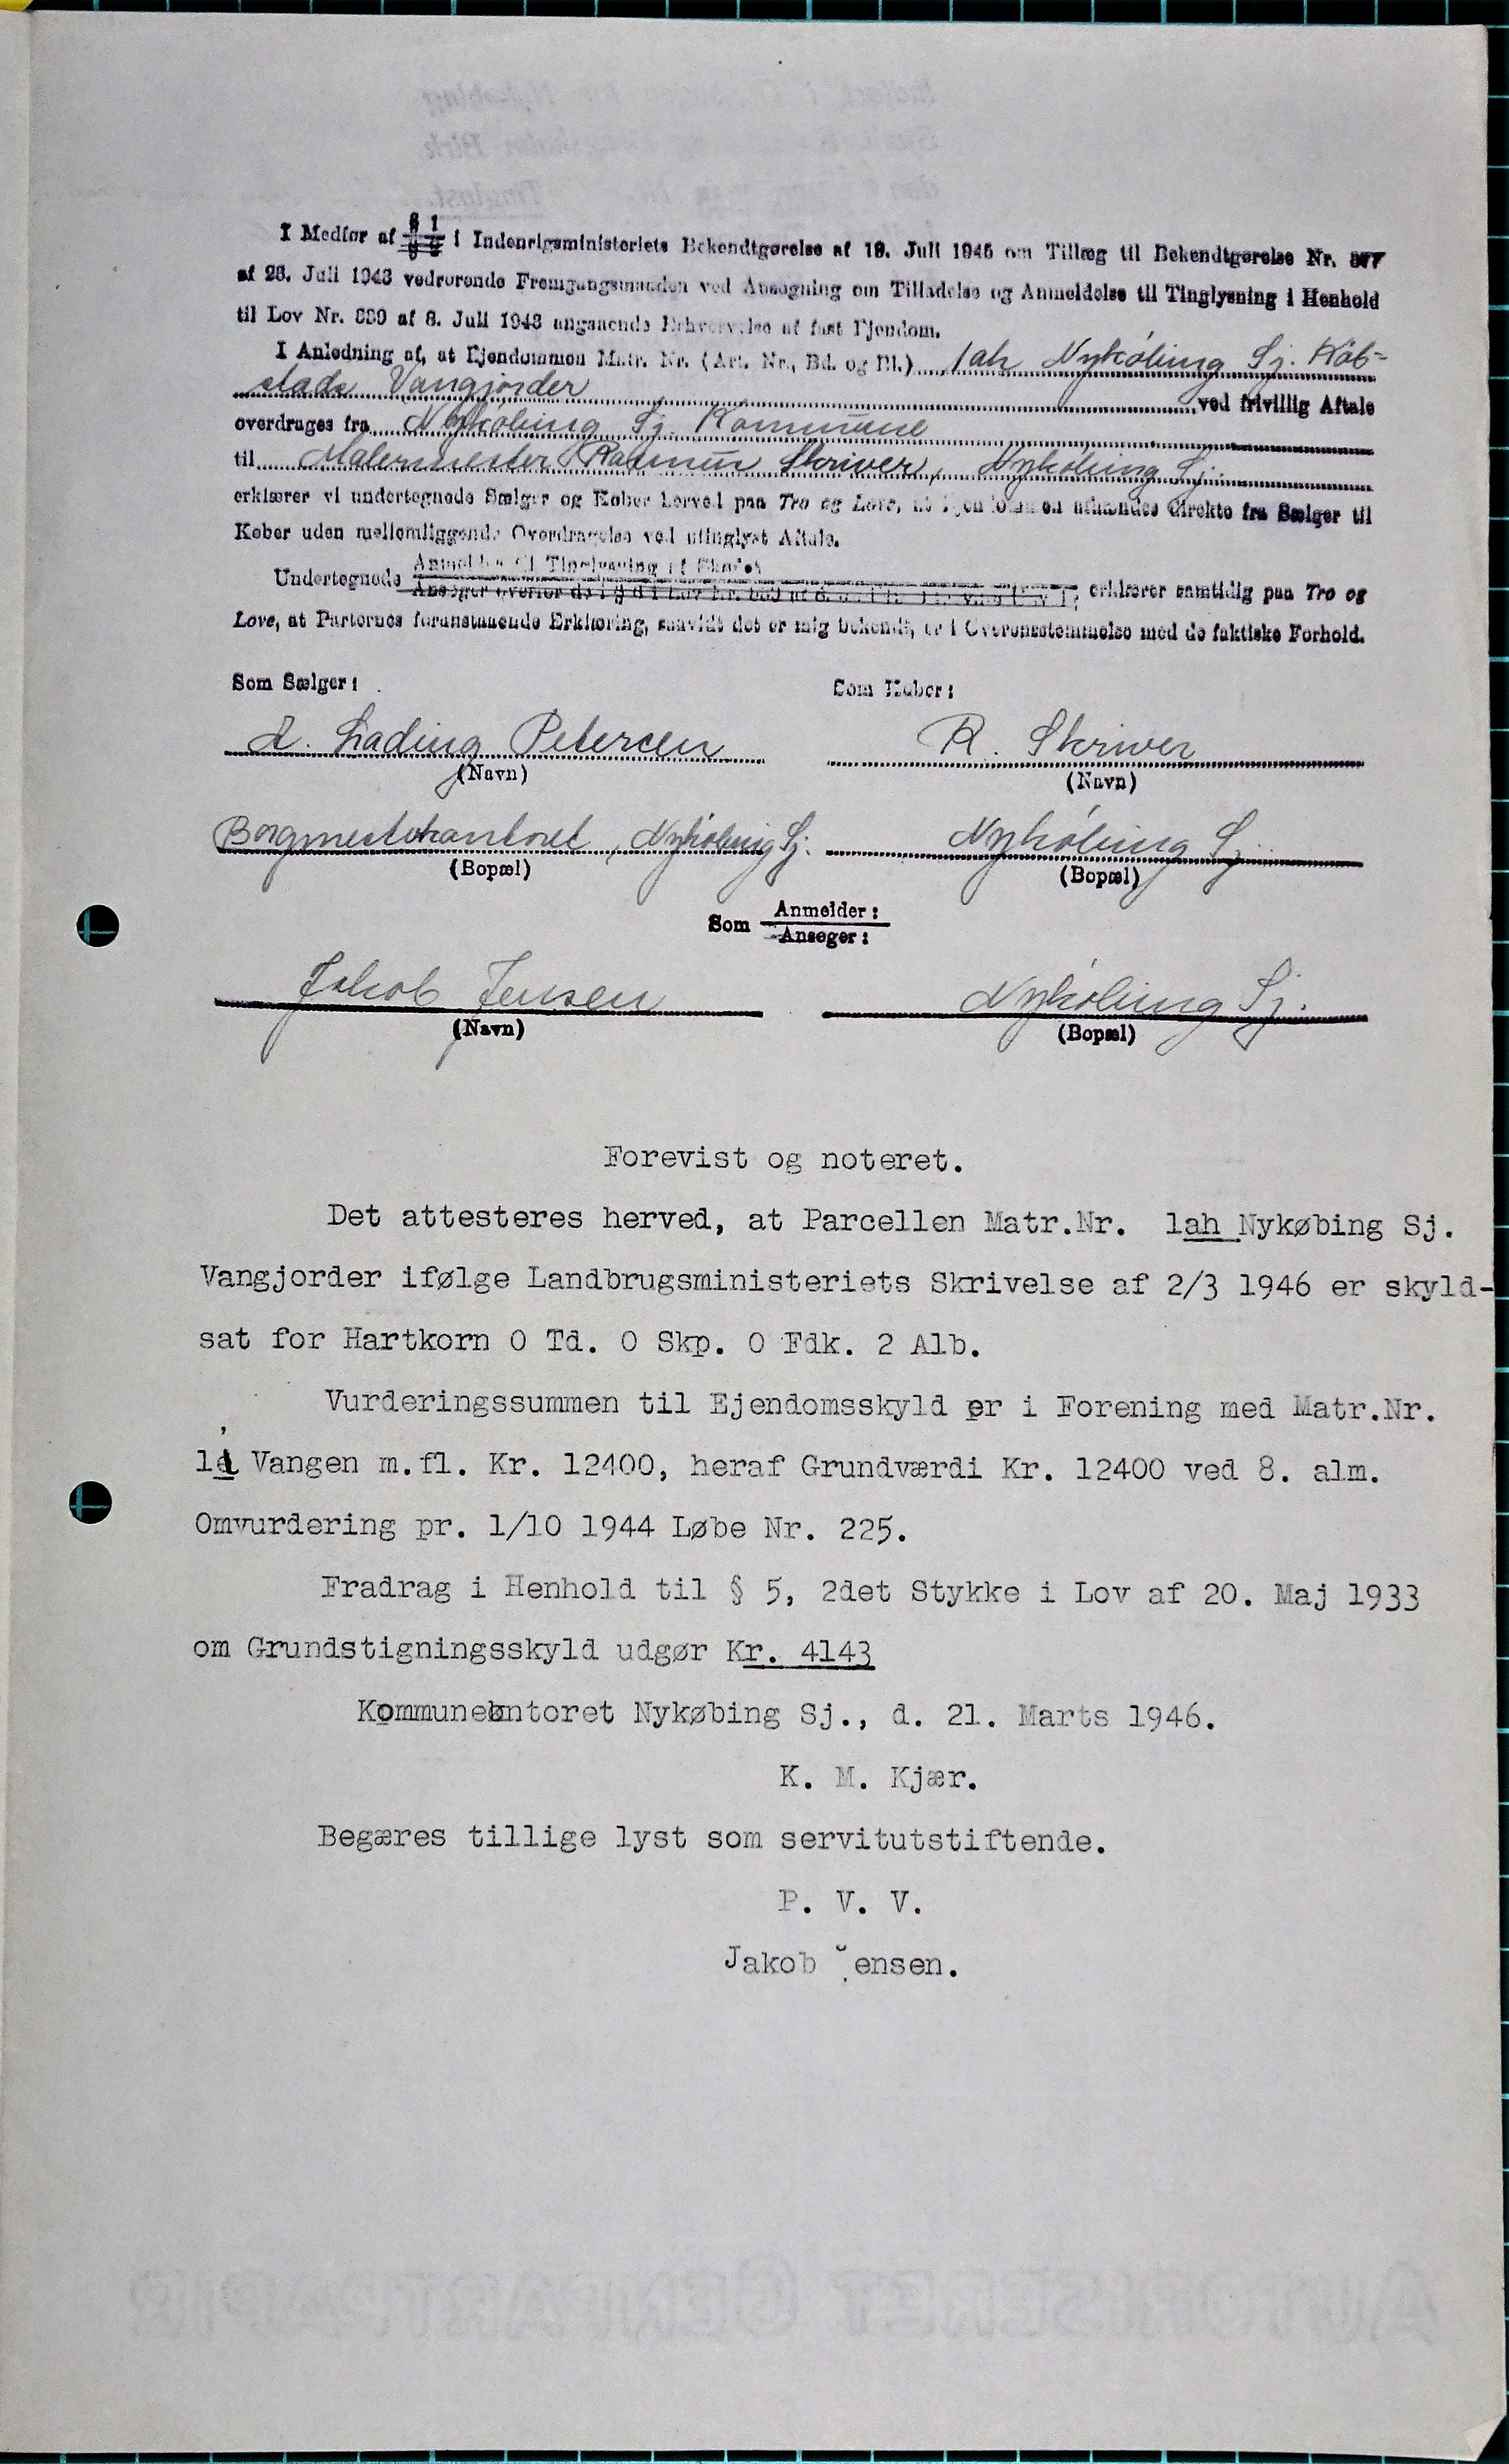 I Medfør af § 1 § 2 i Indenrigsministeriets Bekendtgørelse af 19. Juli 1945 om Tillæg til Bekendtgørelse Nr. 377
af 28. Juli 1943 vedrørende Fremgangsmaaden ved Ansøgning om Tilladelse og Anmeldelse til Tinglysning i Henhold
til Lov Nr. 330 af 8. Juli 1943 angaaende Erhvervelse af fast Ejendom.
I Anledning af, at Ejendommen Matr. Nr. (Art. Nr., Bd. og Bl.) 1ah Nykøbing Sj. Køb=
stads Vangjorder ved frivillig Aftale
overdrages fra Nykøbing Sj. Kommune
til Malermester Rasmus Skriver, Nykøbing Sj.
erklærer vi undertegnede Sælger og Køber herved paa Tro og Love, at Ejendommen afhændes direkte fra Sælger til
Køber uden mellemliggende Overdragelse ved utinglyst Aftale.
Anmelder til Tinglysning af Skødet
Undertegnede erklærer samtidig paa Tro og
Love, at Parternes foranstaaende Erklæring, saavidt det er mig bekendt, er i Overensstemmelse med de faktiske Forhold.
Som Sælger: Som Køber:
L. Lading Petersen R. Skriver
(Navn) (Navn)
Borgmesterkontoret, Nykøbing Sj. Nykøbing Sj.
(Bopæl) (Bopæl)
Som Anmelder:
Ansøger:
Jakob Jensen Nykøbing Sj.
(Navn) (Bopæl)
Forevist og noteret.
Det attesteres herved, at Parcellen Matr.Nr. 1ah Nykøbing Sj.
Vangjorder ifølge Landbrugsministeriets Skrivelse af 2/3 1946 er skyld-
sat for Hartkorn 0 Td. 0 Skp. 0 Fdk. 2 Alb.
Vurderingssummen til Ejendomsskyld er i Forening med Matr.Nr.
Vangen m.fl. Kr. 12400, heraf Grundværdi Kr. 12400 ved 8. alm.
Omvurdering pr. 1/10 1944 Løbe Nr. 225.
Fradrag i Henhold til § 5, 2det Stykke i Lov af 20. Maj 1933
om Grundstigningsskyld udgør Kr. 4143
Kommunekontoret Nykøbing Sj., d. 21. Marts 1946.
K. M. Kjær.
Begæres tillige lyst som servitutstiftende.
P. V. V.
Jakob Jensen.